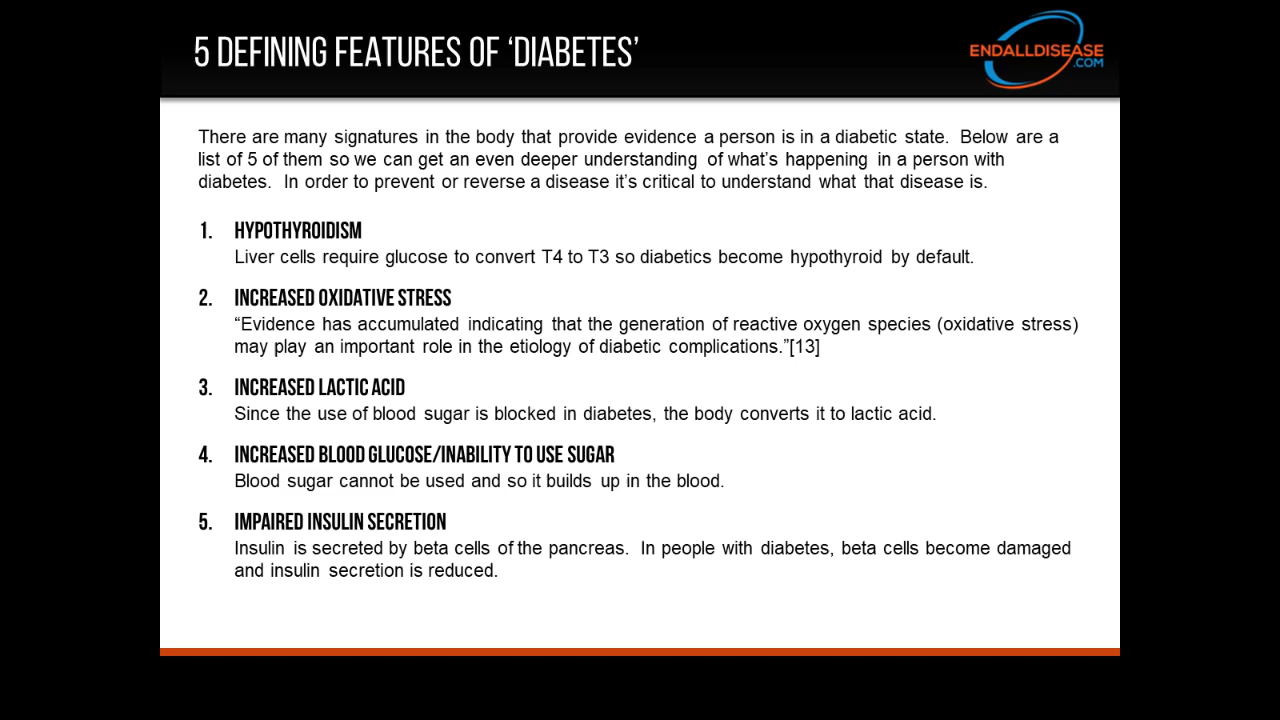 5 DEFINING FEATURES OF ‘DIABETES’
ENDALLDISEASE
.COM
There are many signatures in the body that provide evidence a person is in a diabetic state. Below are a
list of 5 of them so we can get an even deeper understanding of what’s happening in a person with
diabetes. In order to prevent or reverse a disease it’s critical to understand what that disease is.
1. HYPOTHYROIDISM
Liver cells require glucose to convert T4 to T3 so diabetics become hypothyroid by default.
2. INCREASED OXIDATIVE STRESS
“Evidence has accumulated indicating that the generation of reactive oxygen species (oxidative stress)
may play an important role in the etiology of diabetic complications.”[13]
3. INCREASED LACTIC ACID
Since the use of blood sugar is blocked in diabetes, the body converts it to lactic acid.
4. INCREASED BLOOD GLUCOSE/INABILITY TO USE SUGAR
Blood sugar cannot be used and so it builds up in the blood.
5. IMPAIRED INSULIN SECRETION
Insulin is secreted by beta cells of the pancreas. In people with diabetes, beta cells become damaged
and insulin secretion is reduced.